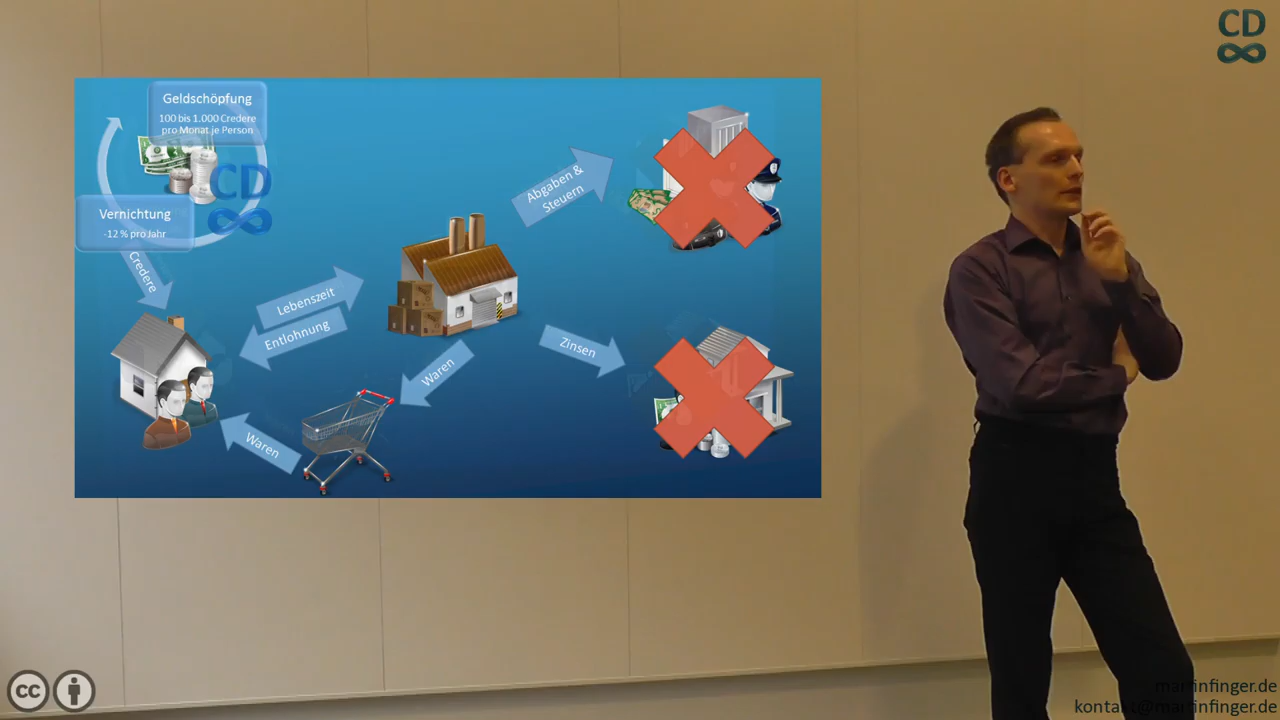 CD
Geldschöpfung
100 bis 1.000 Credere
pro Monat je Person
CD
Vernichtung
-12 % pro Jahr
Credere
Abgaben &
Steuern
Lebenszeit
Entlohnung
Zinsen
Waren
Waren
cc
martinfinger.de
kontakt@martinfinger.de